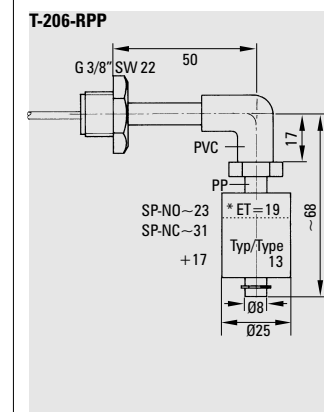 T-206-RPP
50
G 3/8" SW 22
PVC
17
PP
SP-NO~23
* ET=19
~68
SP-NC~31
Typ/Type
+17
13
Ø8
Ø25